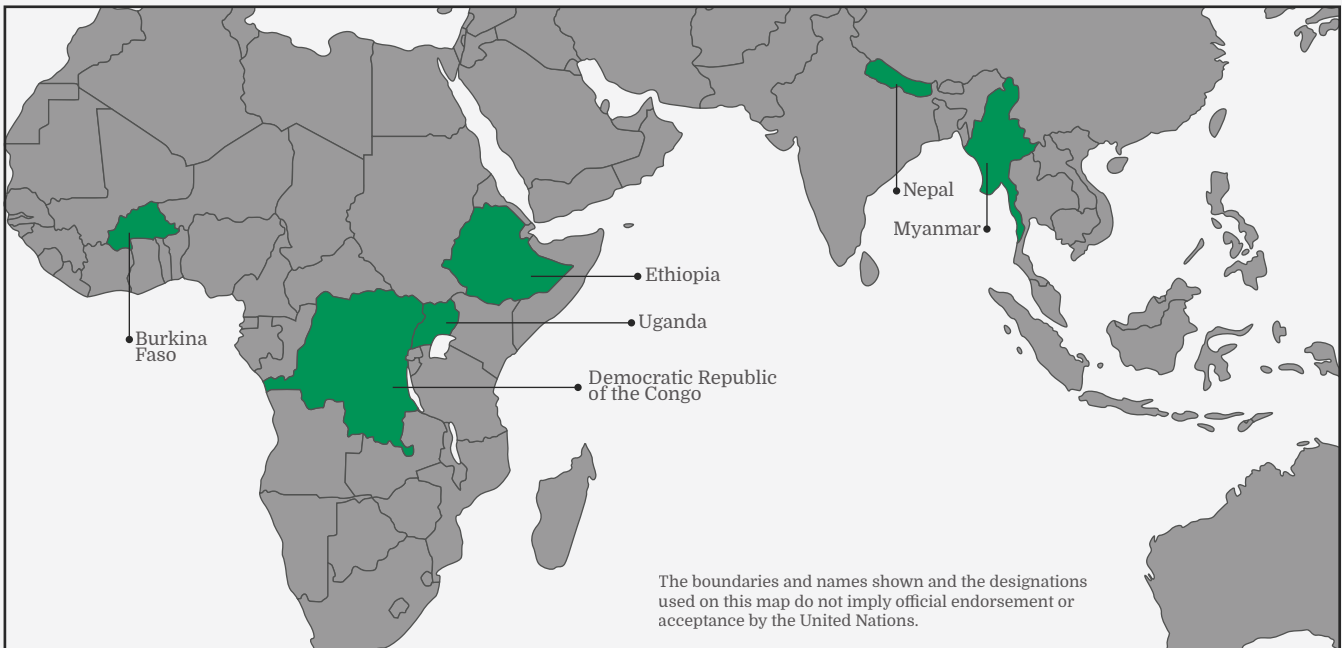 Nepal
Myanmar
Ethiopia
Uganda
Burkina
Faso
Democratic Republic
of the Congo
The boundaries and names shown and the designations
used on this map do not imply official endorsement or
acceptance by the United Nations.